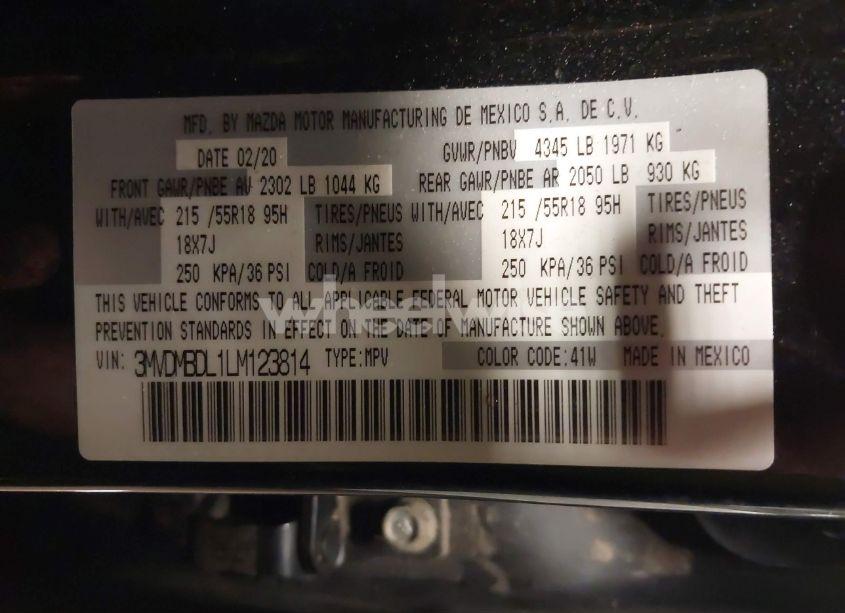 MFD. BY MAZDA MOTOR MANUFACTURING DE MEXICO S.A. DE C.V.
DATE 02/20 GVWR/PNBV 4345 LB 1971 KG
FRONT GAWR/PNBE AV 2302 LB 1044 KG REAR GAWR/PNBE AR 2050 LB 930 KG
WITH/AVEC 215 /55R18 95H TIRES/PNEUS WITH/AVEC 215 /55R18 95H TIRES/PNEUS
18X7J RIMS/JANTES 18X7J RIMS/JANTES
250 KPA/36 PSI COLD/A FROID 250 KPA/36 PSI COLD/A FROID
THIS VEHICLE CONFORMS TO ALL APPLICABLE FEDERAL MOTOR VEHICLE SAFETY AND THEFT
PREVENTION STANDARDS IN EFFECT ON THE DATE OF MANUFACTURE SHOWN ABOVE.
VIN: 3MVDMBDL1LM123814 TYPE:MPV COLOR CODE:41W MADE IN MEXICO